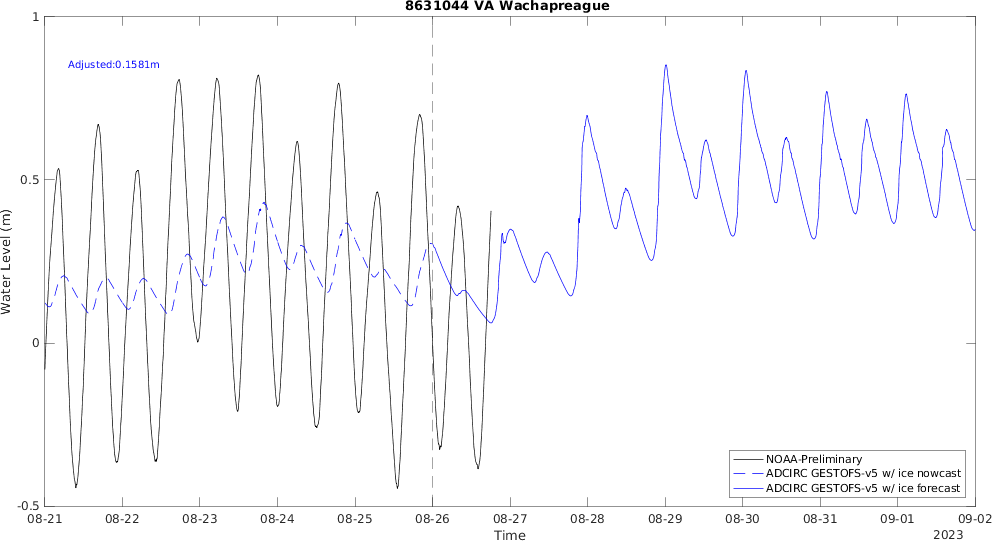 8631044 VA Wachapreague
Adjusted:0.1581m
Water Level (m)
1
0.5
0
-0.5
08-21 08-22 08-23 08-24 08-25 08-26 08-27 08-28 08-29 08-30 08-31 09-01 09-02
Time
2023
NOAA-Preliminary
ADCIRC GESTOFS-v5 w/ ice nowcast
ADCIRC GESTOFS-v5 w/ ice forecast